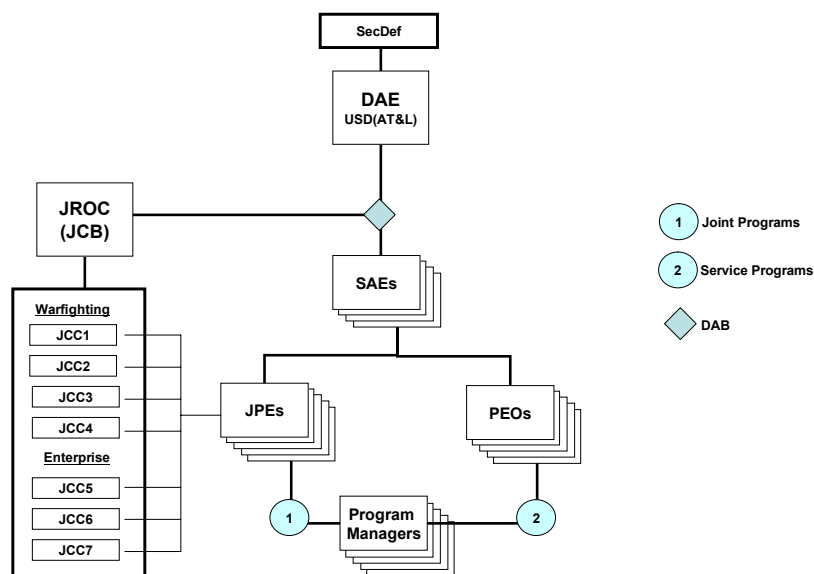 SecDef
DAE
USD(AT&L)
JROC
(JCB)
SAEs
Warfighting
JCC1
JCC2
JCC3
JCC4
Enterprise
JCC5
JCC6
JCC7
JPEs
PEOs
1
Program
Managers
2
1 Joint Programs
2 Service Programs
DAB